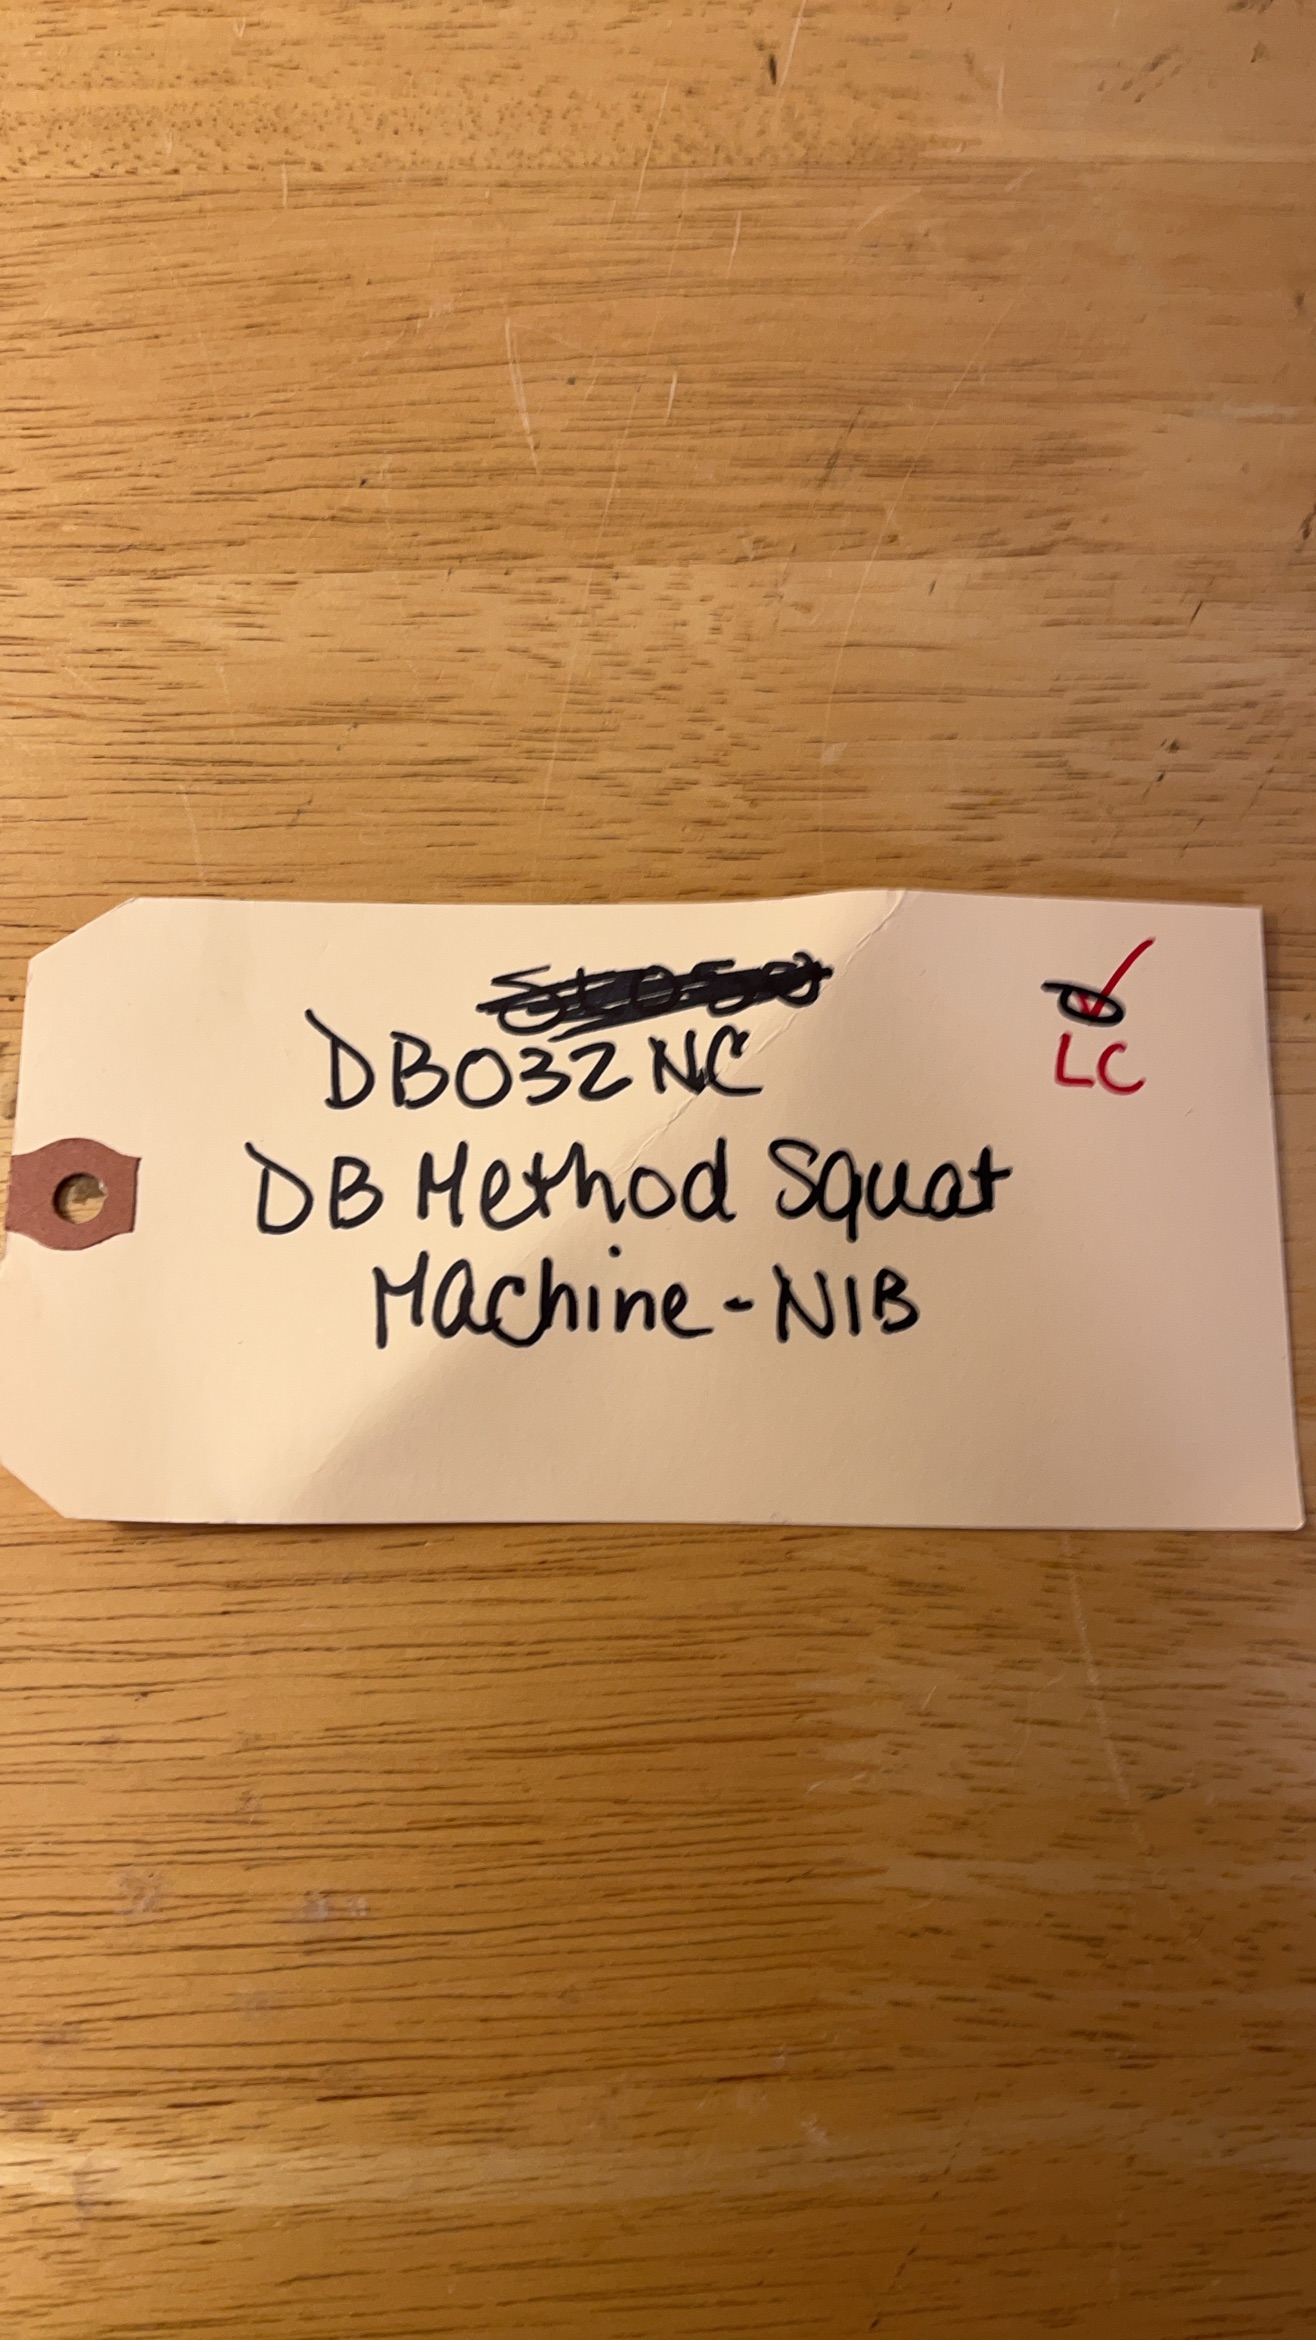 DB032NC
LC
DB Method Squat
Machine - NIB